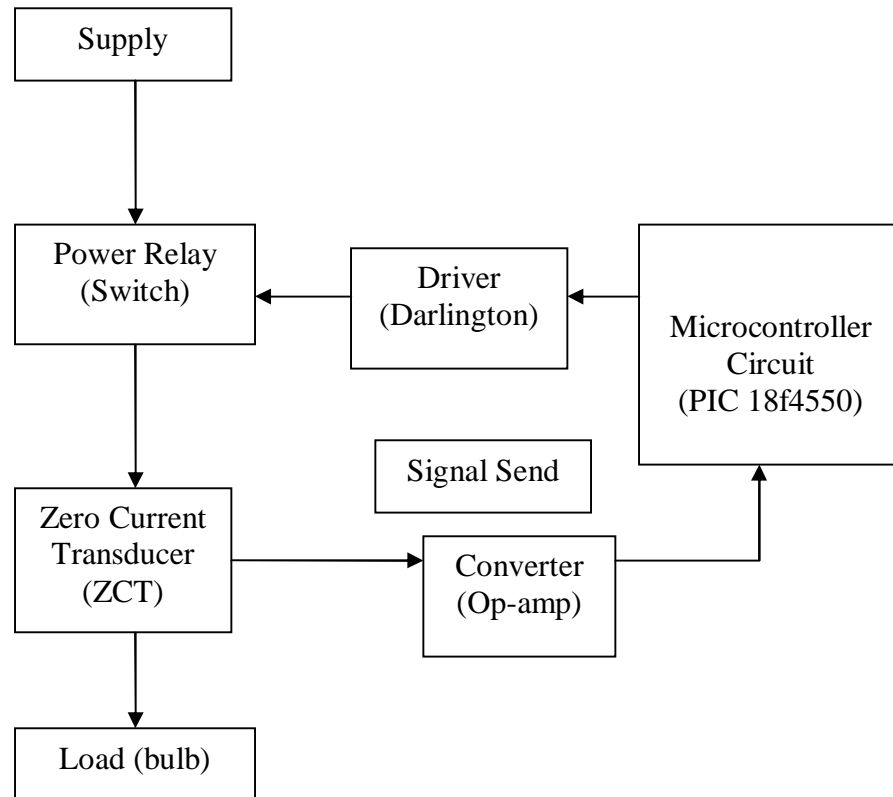 Supply
Power Relay
(Switch)
Driver
(Darlington)
Microcontroller
Circuit
(PIC 18f4550)
Signal Send
Zero Current
Transducer
(ZCT)
Converter
(Op-amp)
Load (bulb)